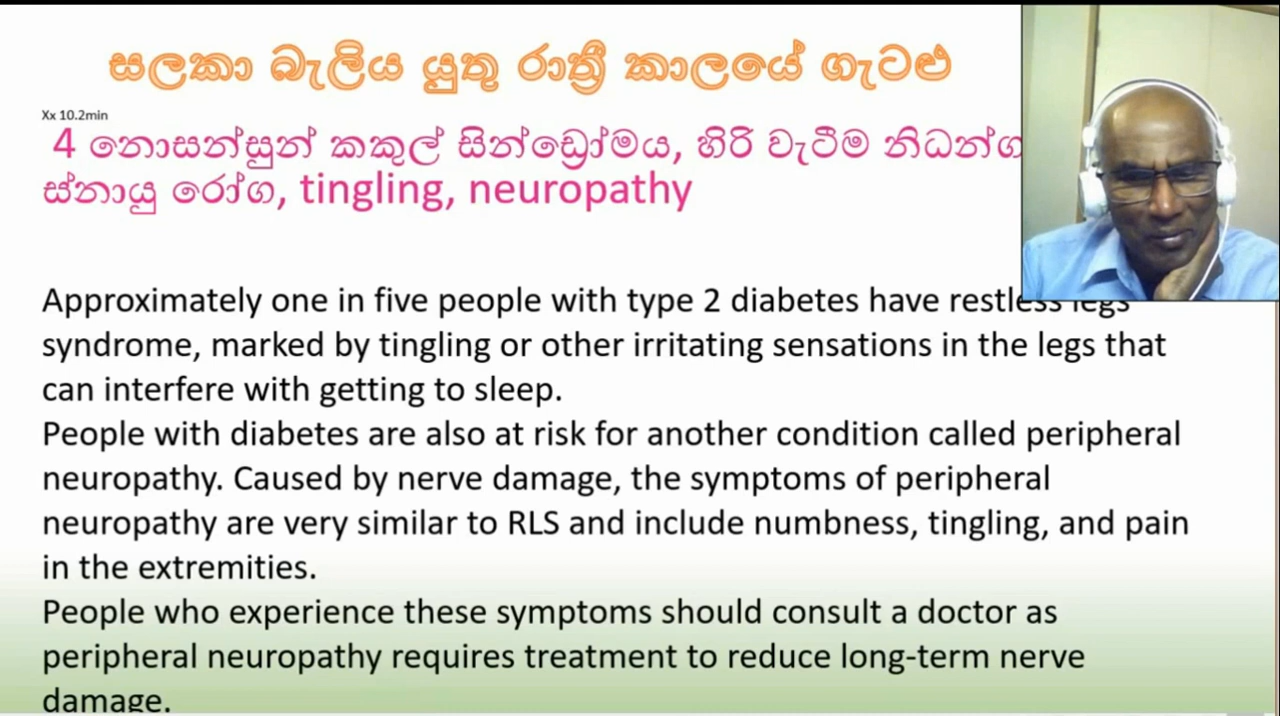 සලකා බැලිය යුතු රාත්‍රී කාලයේ ගැටළු
Xx 10.2min
4 නොසන්සුන් කකුල් සින්ඩ්‍රෝමය, හිරි වැටීම නිධන්ග
ස්නායු රෝග, tingling, neuropathy
Approximately one in five people with type 2 diabetes have restless legs
syndrome, marked by tingling or other irritating sensations in the legs that
can interfere with getting to sleep.
People with diabetes are also at risk for another condition called peripheral
neuropathy. Caused by nerve damage, the symptoms of peripheral
neuropathy are very similar to RLS and include numbness, tingling, and pain
in the extremities.
People who experience these symptoms should consult a doctor as
peripheral neuropathy requires treatment to reduce long-term nerve
damage.